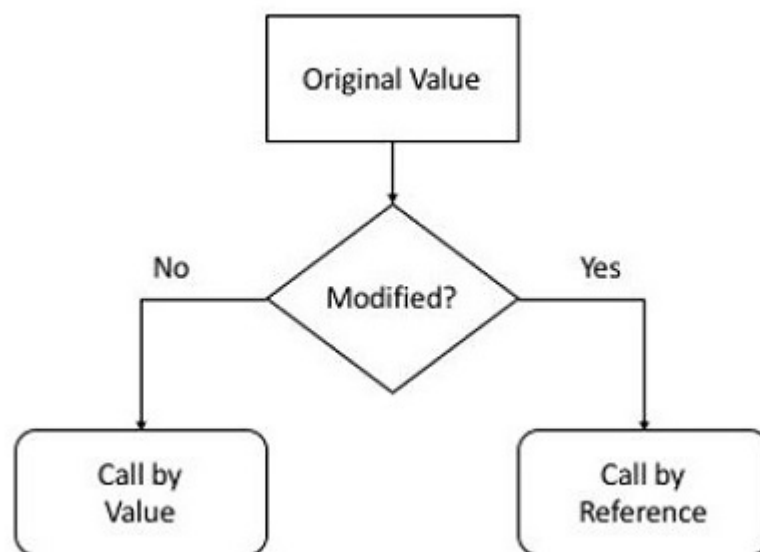 Original Value
No
Yes
Modified?
Call by
Value
Call by
Reference